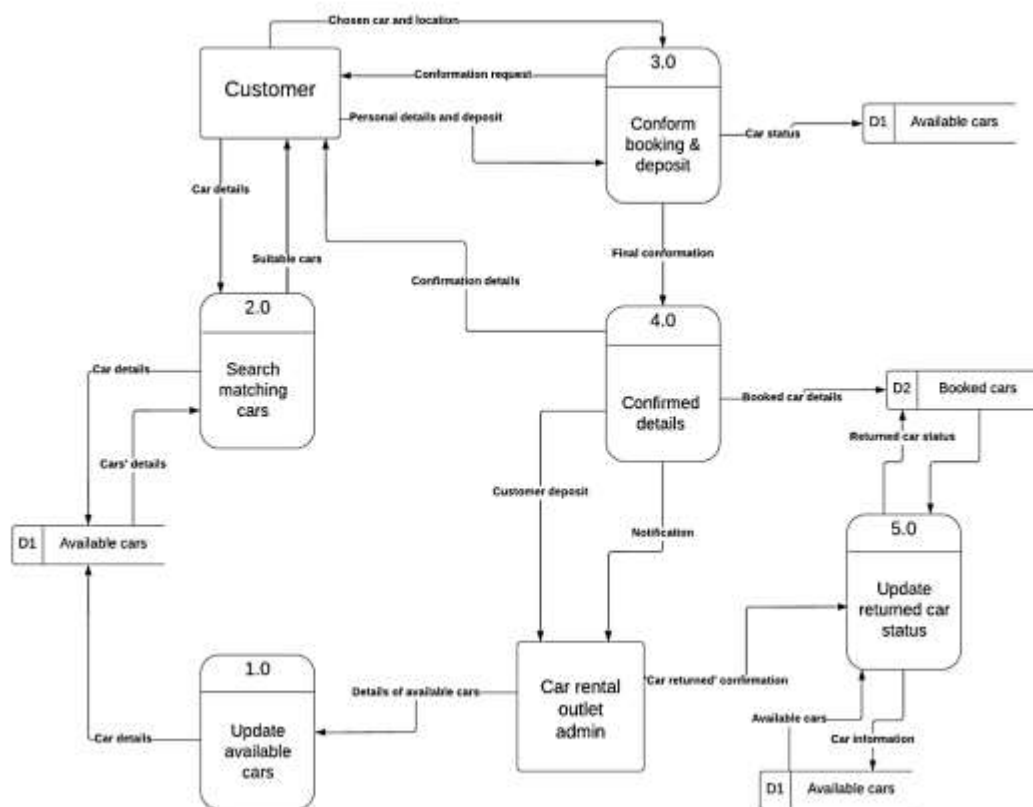 Chosen car and location
3.0
Customer
Conformation request
Personal details and deposit
Conform
booking &
deposit
Car status
D1
Available cars
Car details
Suitable cars
Confirmation details
Final conformation
2.0
Search
matching
cars
Car details
Cars' details
4.0
Confirmed
details
Booked car details
D2
Booked cars
Returned car status
Customer deposit
Notification
D1
Available cars
5.0
Update
returned car
status
1.0
Update
available
cars
Car details
Details of available cars
Car rental
outlet
admin
'Car returned' confirmation
Available cars
Car information
D1
Available cars